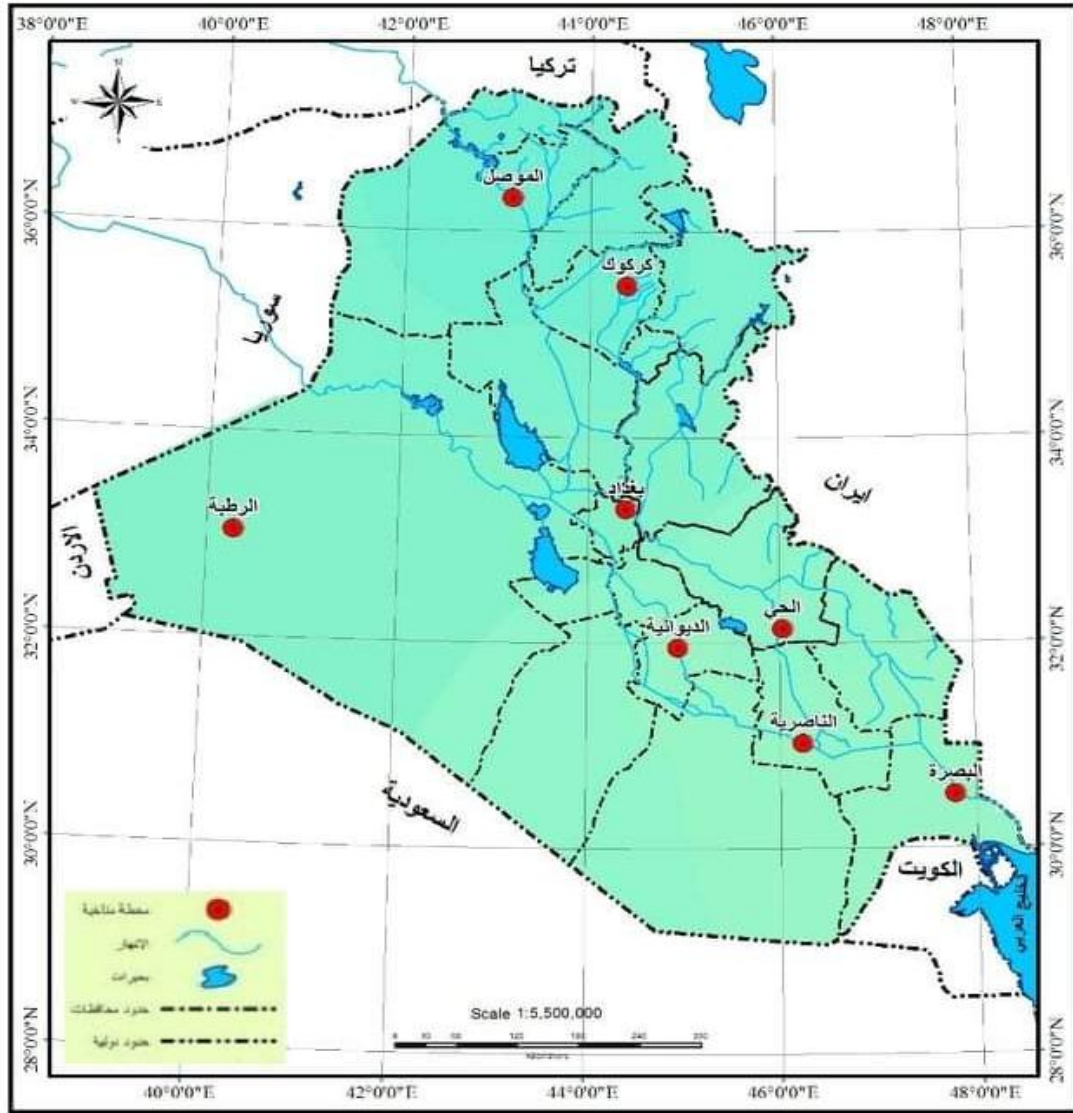 38°0'0"E
40°0'0"E
42°0'0"E
44°0'0"E
46°0'0"E
48°0'0"E
N
W
E
S
تركيا
الموصل
36°0'0"N
36°0'0"N
كركوك
سوريا
34°0'0"N
34°0'0"N
ايران
بغداد
الرطبة
الاردن
الحي
الديوانية
32°0'0"N
32°0'0"N
الناصرية
البصرة
السعودية
30°0'0"N
30°0'0"N
الكويت
الخليج العربي
محطة مناخية
الانهار
بحيرات
حدود محافظات
حدود دولية
Scale 1:5,500,000
28°0'0"N
28°0'0"N
40°0'0"E
42°0'0"E
44°0'0"E
46°0'0"E
48°0'0"E